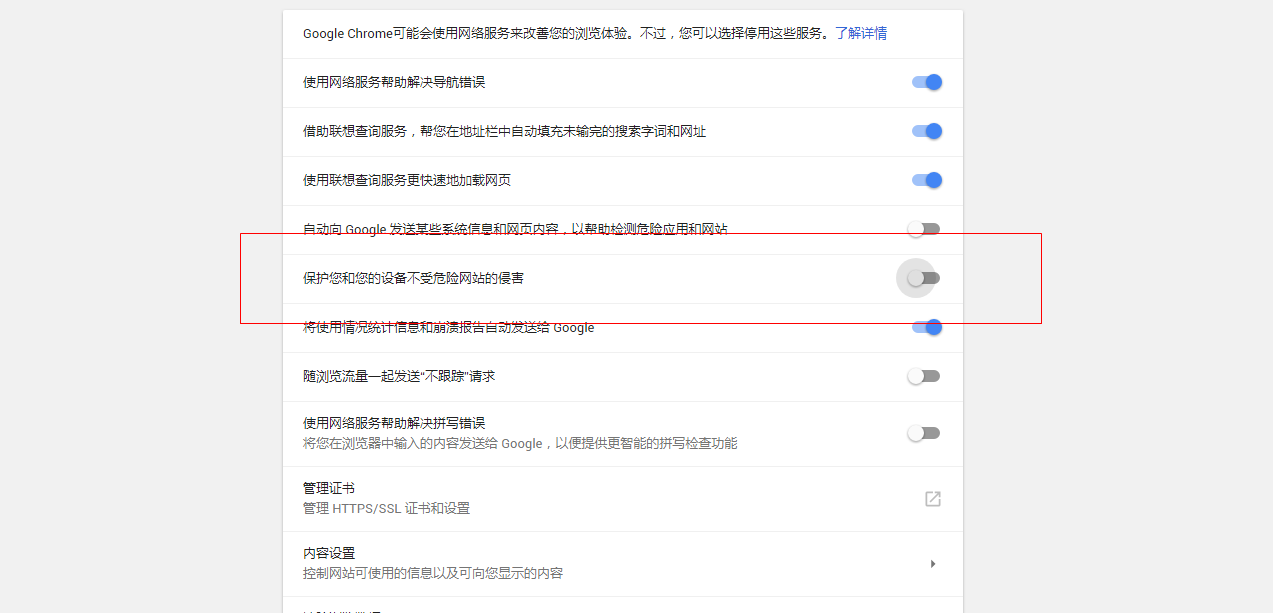 Google Chrome可能会使用网络服务来改善您的浏览体验。不过，您可以选择停用这些服务。了解详情
使用网络服务帮助解决导航错误
借助联想查询服务，帮您在地址栏中自动填充未输完的搜索字词和网址
使用联想查询服务更快速地加载网页
自动向 Google 发送某些系统信息和网页内容，以帮助检测危险应用和网站
保护您和您的设备不受危险网站的侵害
将使用情况统计信息和崩溃报告自动发送给 Google
随浏览流量一起发送“不跟踪”请求
使用网络服务帮助解决拼写错误
将您在浏览器中输入的内容发送给 Google，以便提供更智能的拼写检查功能
管理证书
管理 HTTPS/SSL 证书和设置
内容设置
控制网站可使用的信息以及可向您显示的内容